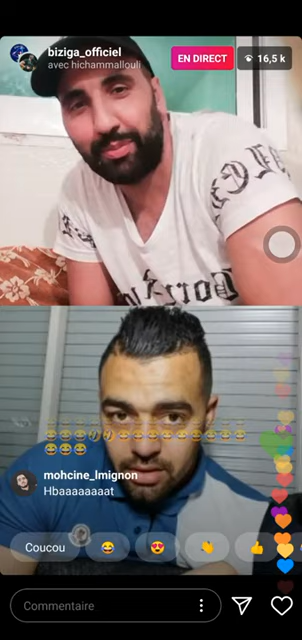 biziga_officiel
avec hichammallouli
EN DIRECT
16,5 k
mohcine_lmignon
Hbaaaaaaaat
Coucou
Commentaire